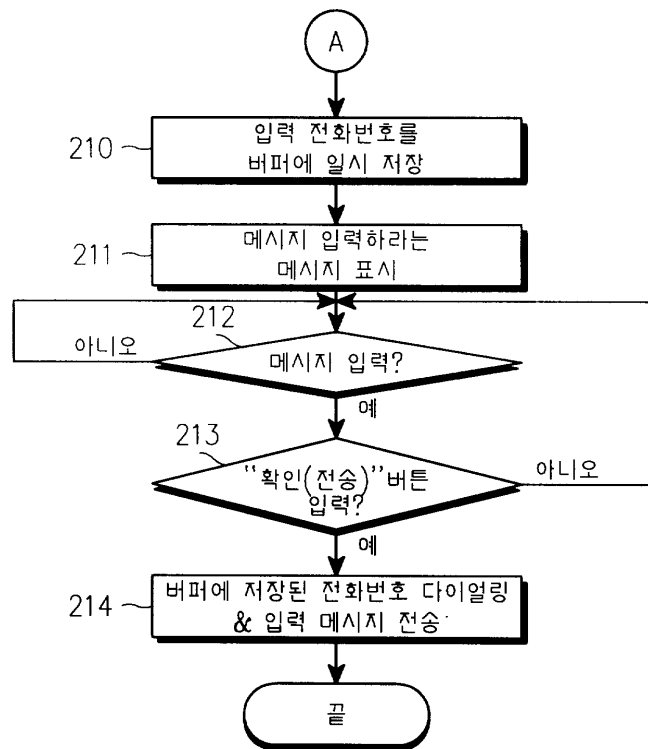 A
210
입력 전화번호를
버퍼에 일시 저장
211
메시지 입력하라는
메시지 표시
212
아니오
메시지 입력?
예
213
아니오
“확인(전송)”버튼
입력?
예
214
버퍼에 저장된 전화번호 다이얼링
& 입력 메시지 전송
끝